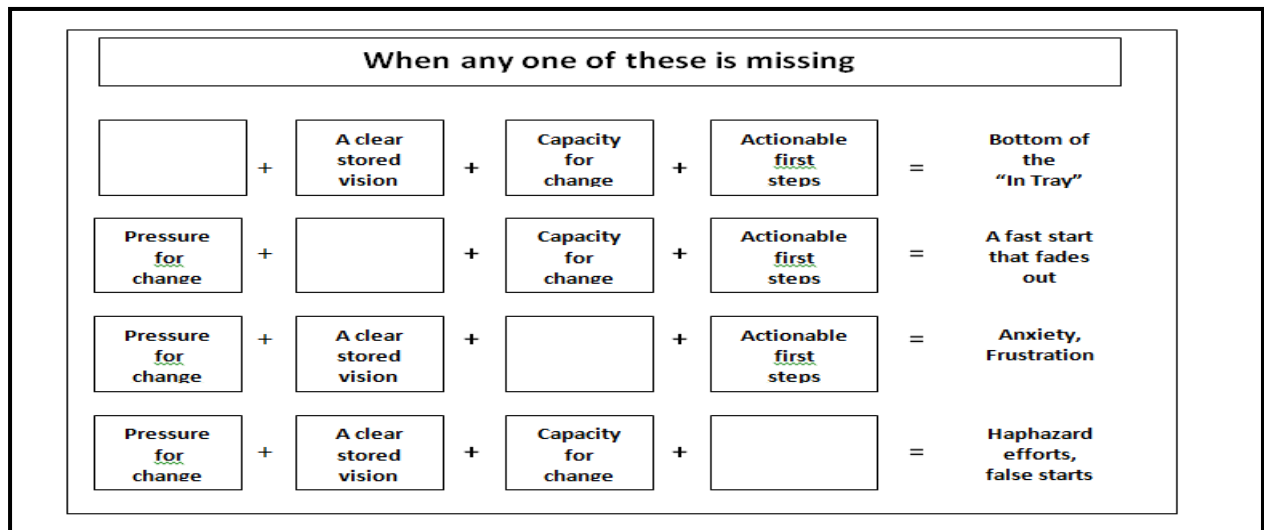 When any one of these is missing
+ A clear stored vision + Capacity for change + Actionable first steps = Bottom of the "In Tray"
Pressure for change + + Capacity for change + Actionable first steps = A fast start that fades out
Pressure for change + A clear stored vision + + Actionable first steps = Anxiety, Frustration
Pressure for change + A clear stored vision + Capacity for change + = Haphazard efforts, false starts